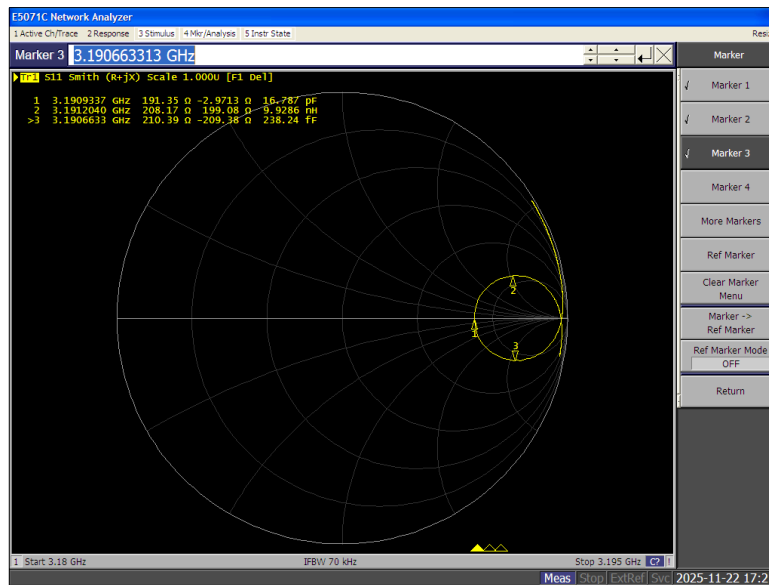 E5071C Network Analyzer
1 Active Ch/Trace 2 Response 3 Stimulus 4 Mkr/Analysis 5 Instr State
Marker 3 3.190663313 GHz
Tr1 S11 Smith (R+jX) Scale 1.000U [F1 Del]
1 3.1909337 GHz 191.35 Ω -2.9713 Ω 16.787 pF
2 3.1912040 GHz 208.17 Ω 199.08 Ω 9.9286 nH
>3 3.1906633 GHz 210.39 Ω -209.38 Ω 238.24 fF
2
1
3
1 Start 3.18 GHz IFBW 70 kHz Stop 3.195 GHz C? !
Marker
Marker 1
Marker 2
Marker 3
Marker 4
More Markers
Ref Marker
Clear Marker
Menu
Marker ->
Ref Marker
Ref Marker Mode
OFF
Return
Meas Stop ExtRef Svc 2025-11-22 17:2